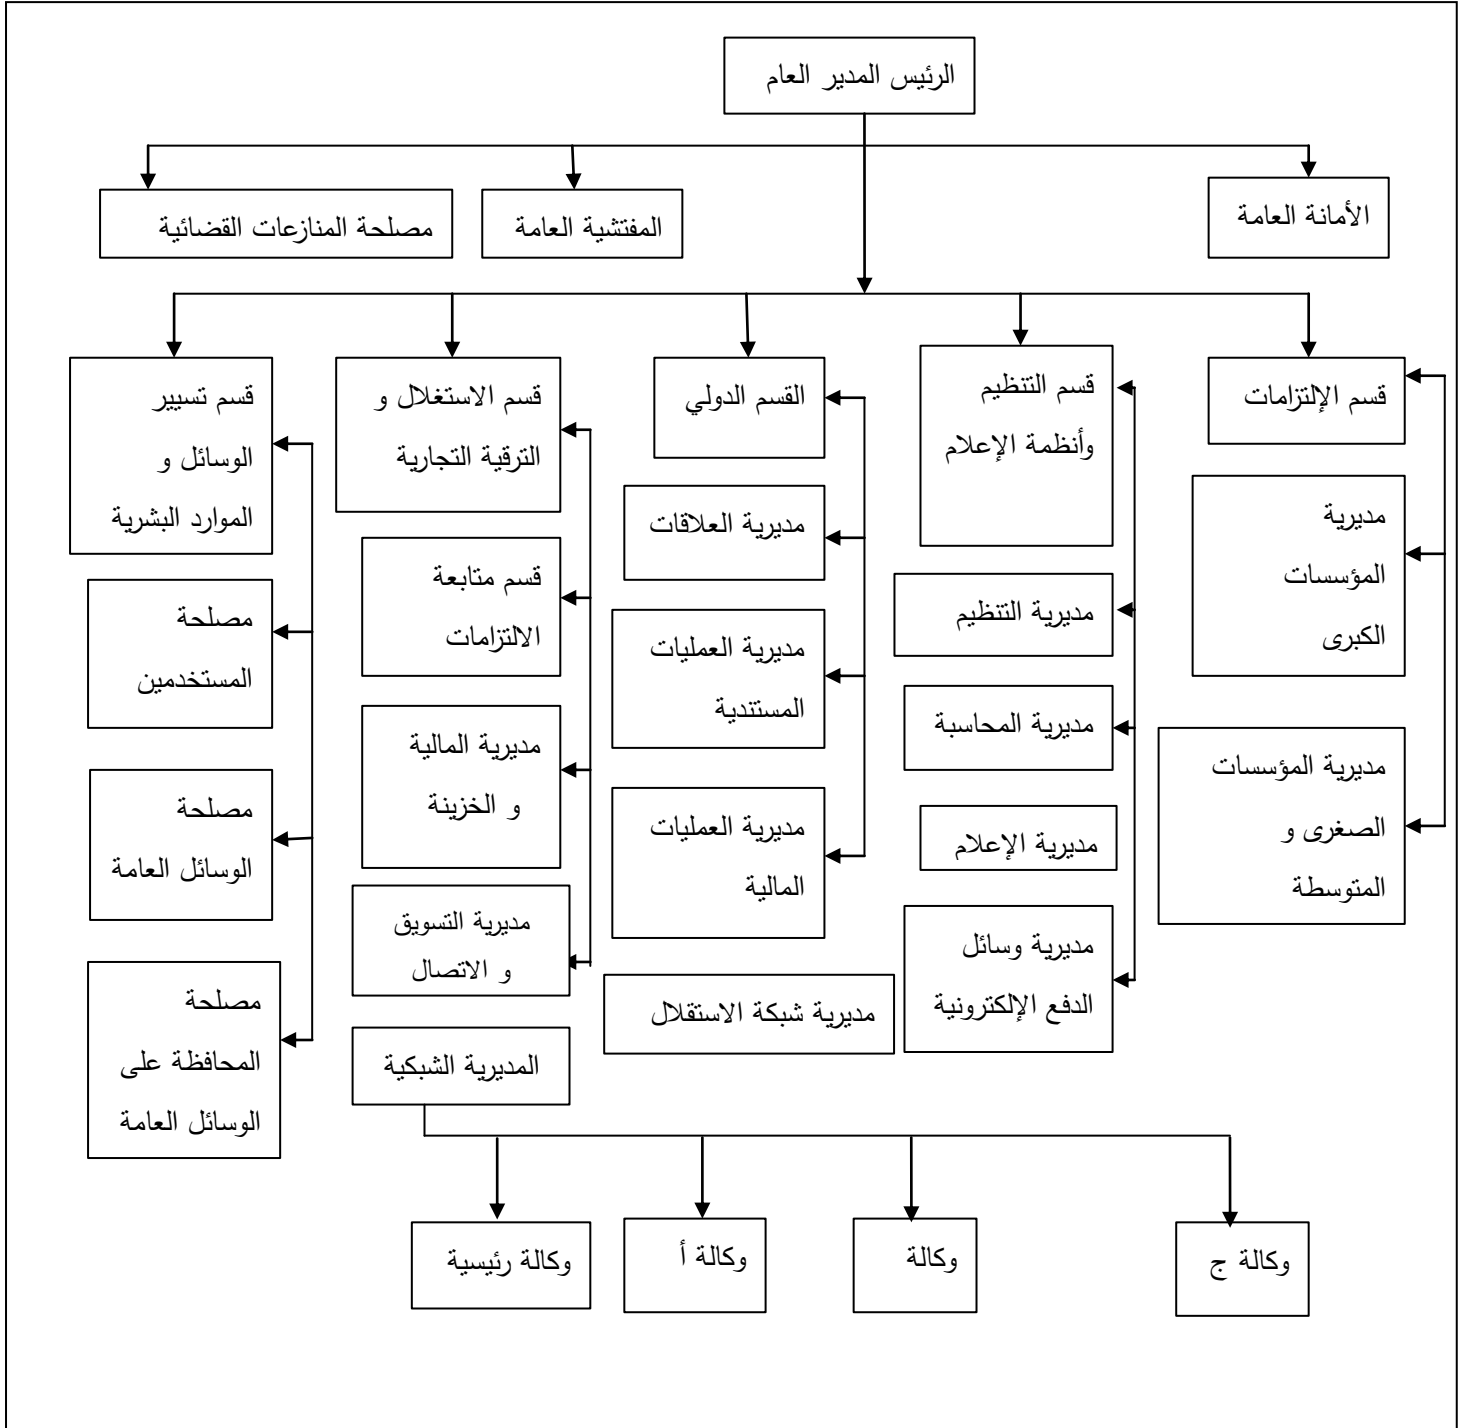 الرئيس المدير العام
الأمانة العامة
المفتشية العامة
مصلحة المنازعات القضائية
قسم الإلتزامات
مديرية
المؤسسات
الكبرى
مديرية المؤسسات
الصغرى و
المتوسطة
قسم التنظيم
وأنظمة الإعلام
مديرية التنظيم
مديرية المحاسبة
مديرية الإعلام
مديرية وسائل
الدفع الإلكترونية
القسم الدولي
مديرية العلاقات
مديرية العمليات
المستندية
مديرية العمليات
المالية
مديرية شبكة الاستقلال
قسم الاستغلال و
الترقية التجارية
قسم متابعة
الالتزامات
مديرية المالية
و الخزينة
مديرية التسويق
و الاتصال
المديرية الشبكية
قسم تسيير
الوسائل و
الموارد البشرية
مصلحة
المستخدمين
مصلحة
الوسائل العامة
مصلحة
المحافظة على
الوسائل العامة
وكالة ج
وكالة
وكالة أ
وكالة رئيسية